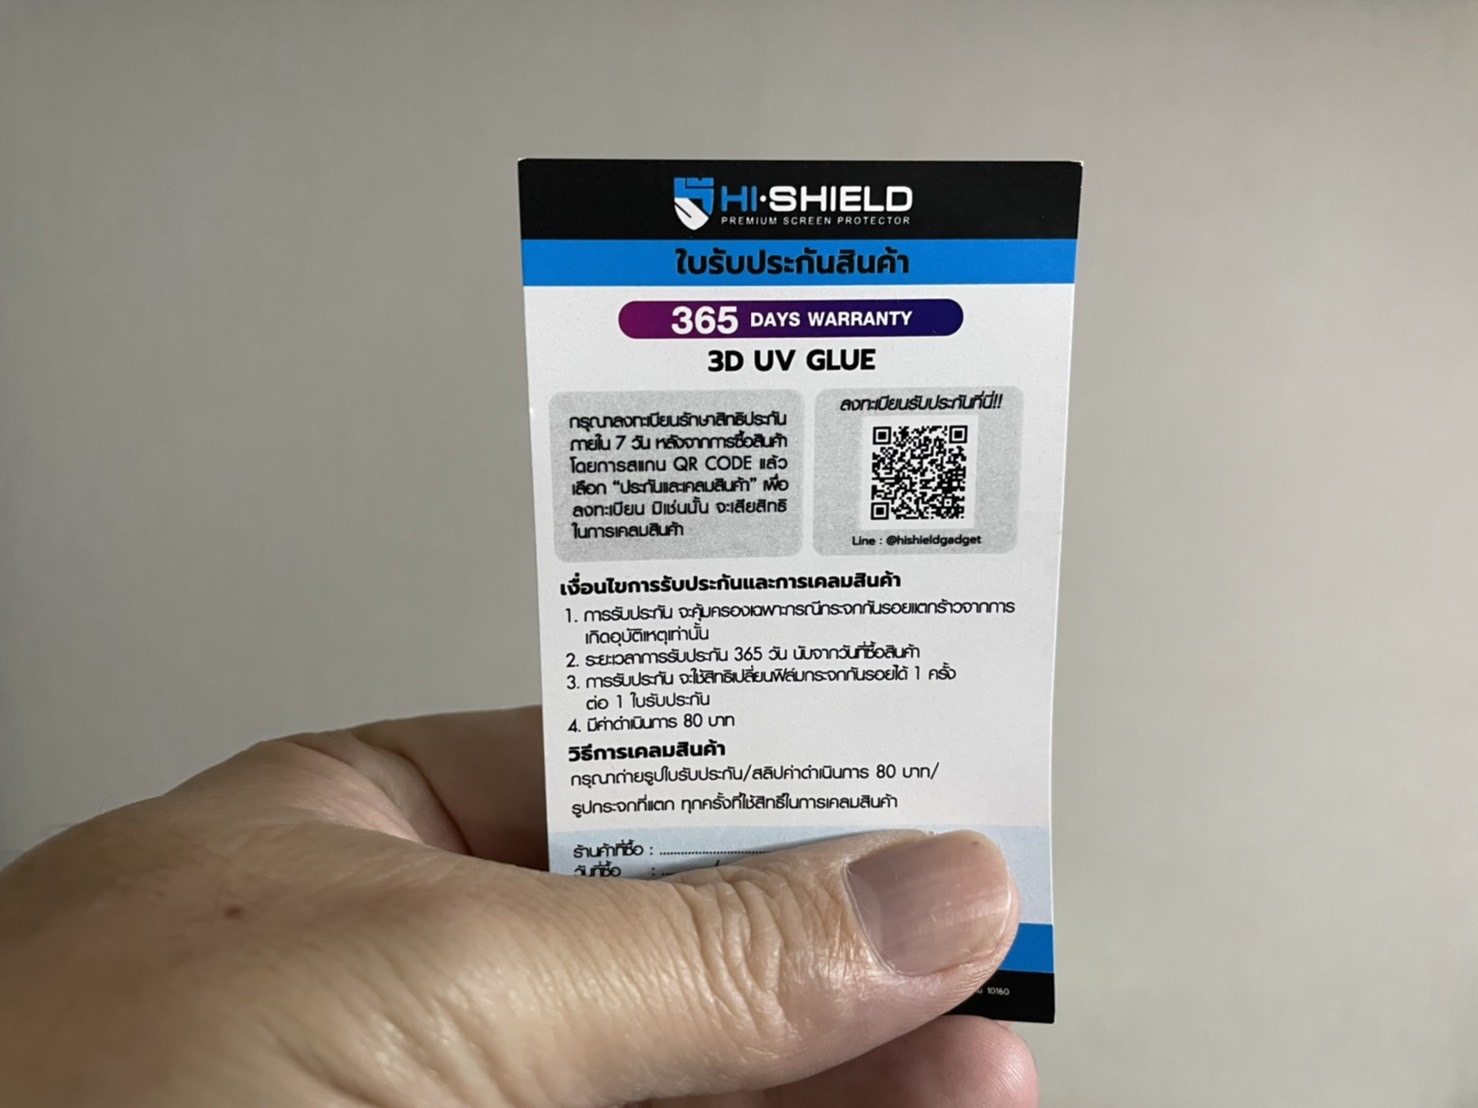 HI·SHIELD
PREMIUM SCREEN PROTECTOR
ใบรับประกันสินค้า
365 DAYS WARRANTY
3D UV GLUE
กรุณาลงทะเบียนรักษาสิทธิประกัน
ภายใน 7 วัน หลังจากการซื้อสินค้า
โดยการสแกน QR CODE แล้ว
เลือก “ประกันและเคลมสินค้า” เพื่อ
ลงทะเบียน มิเช่นนั้น จะเสียสิทธิ
ในการเคลมสินค้า
ลงทะเบียนรับประกันที่นี่!!
Line : @hishieldgadget
เงื่อนไขการรับประกันและการเคลมสินค้า
1. การรับประกัน จะคุ้มครองเฉพาะกรณีกระจกกันรอยแตกร้าวจากการ
เกิดอุบัติเหตุเท่านั้น
2. ระยะเวลาการรับประกัน 365 วัน นับจากวันที่ซื้อสินค้า
3. การรับประกัน จะใช้สิทธิเปลี่ยนฟิล์มกระจกกันรอยได้ 1 ครั้ง
ต่อ 1 ใบรับประกัน
4. มีค่าดำเนินการ 80 บาท
วิธีการเคลมสินค้า
กรุณาถ่ายรูปใบรับประกัน/สลิปค่าดำเนินการ 80 บาท/
รูปกระจกที่แตก ทุกครั้งที่ใช้สิทธิ์ในการเคลมสินค้า
ร้านค้าที่ซื้อ :
วันที่ซื้อ :
10160